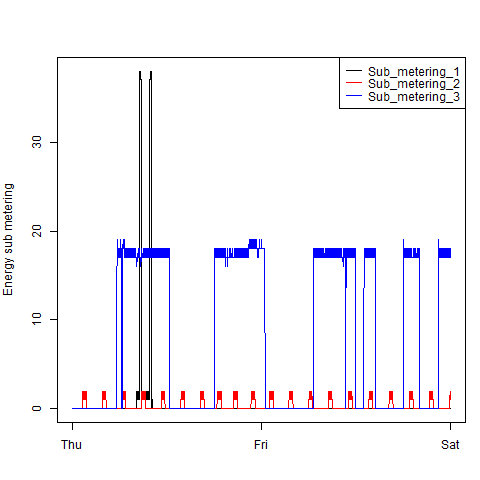 Sub_metering_1
Sub_metering_2
Sub_metering_3
Energy sub metering
30
20
10
0
Thu Fri Sat